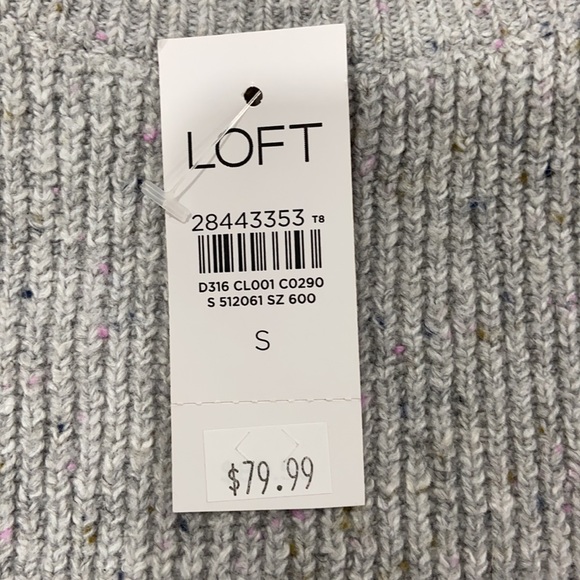 LOFT
28443353 T8
D316 CL001 C0290
S 512061 SZ 600
S
$79.99